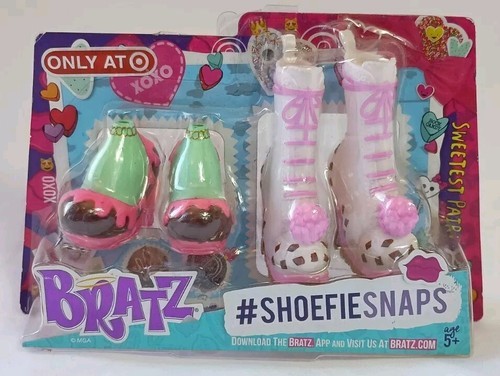 ONLY AT
XOXO
XOXO
SWEETEST PAIR
BRATZ
#SHOEFIESNAPS
© MGA
DOWNLOAD THE BRATZ APP AND VISIT US AT BRATZ.COM
age
5+